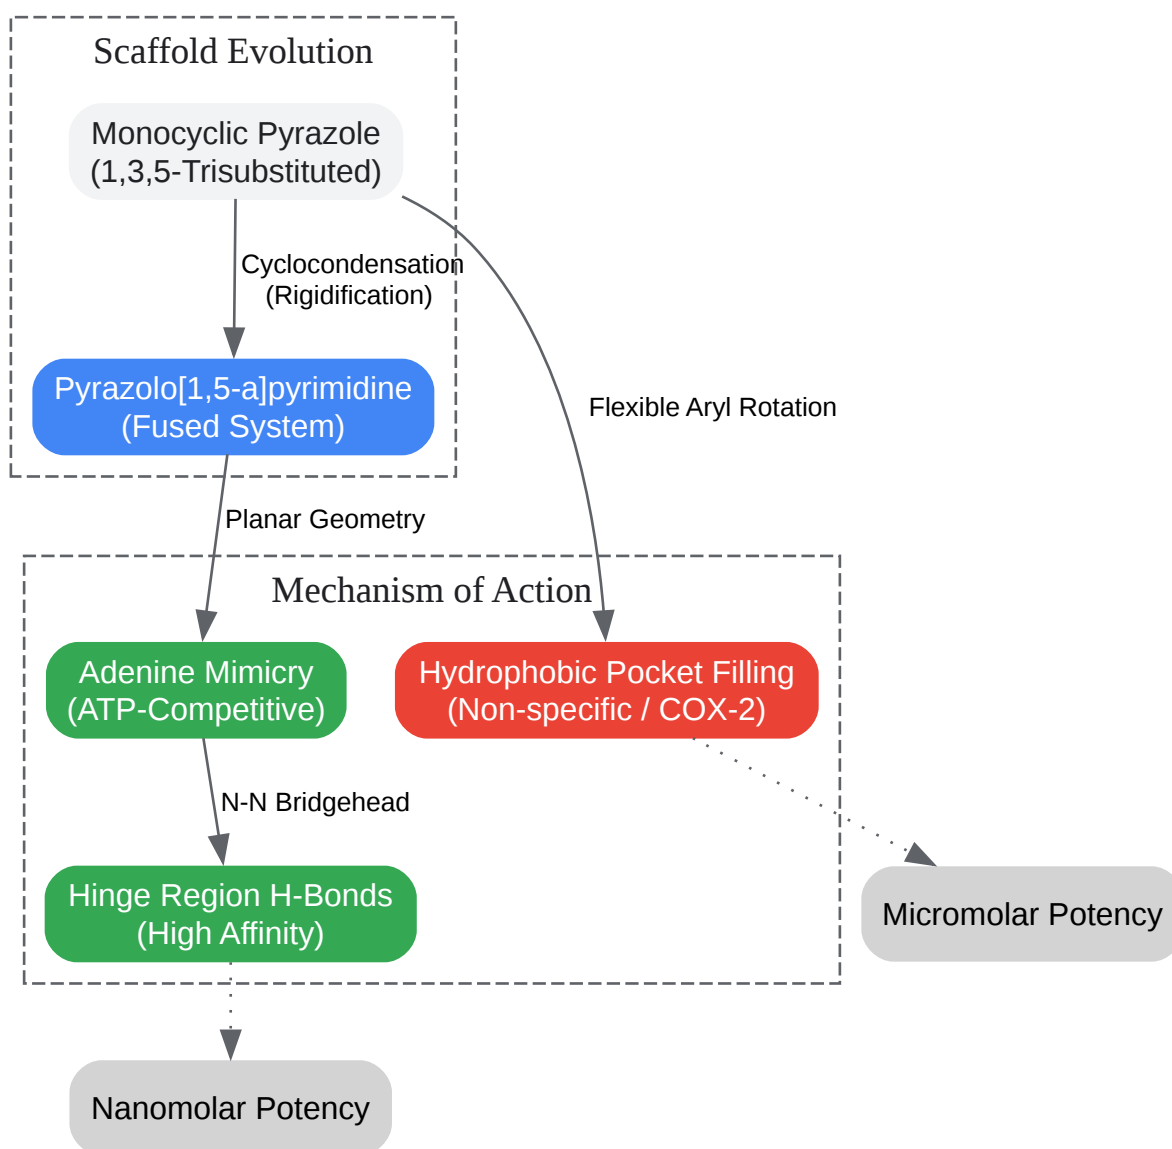 Scaffold Evolution
Monocyclic Pyrazole
(1,3,5-Trisubstituted)
Cyclocondensation
(Rigidification)
Pyrazolo[1,5-a]pyrimidine
(Fused System)
Flexible Aryl Rotation
Planar Geometry
Mechanism of Action
Adenine Mimicry
(ATP-Competitive)
Hydrophobic Pocket Filling
(Non-specific / COX-2)
N-N Bridgehead
Hinge Region H-Bonds
(High Affinity)
Micromolar Potency
Nanomolar Potency